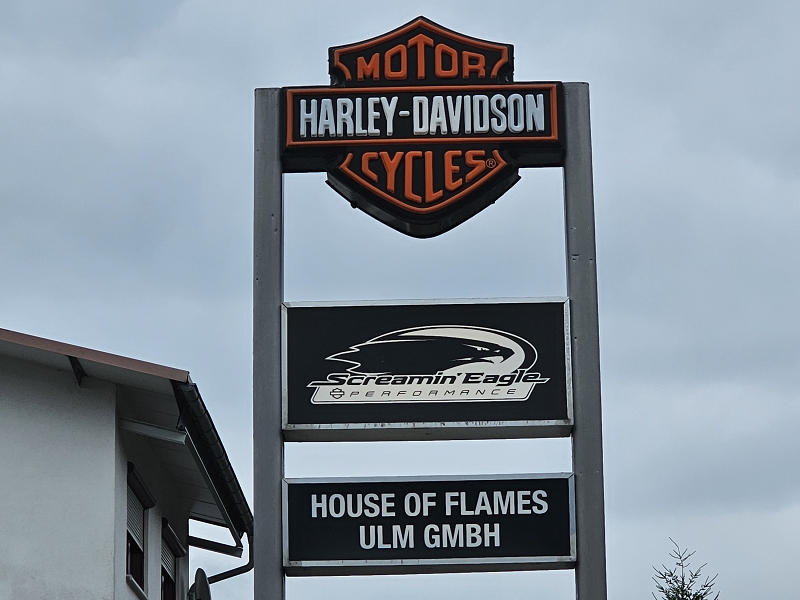 MOTOR
HARLEY-DAVIDSON
CYCLES®
Screamin' Eagle
PERFORMANCE
HOUSE OF FLAMES
ULM GMBH